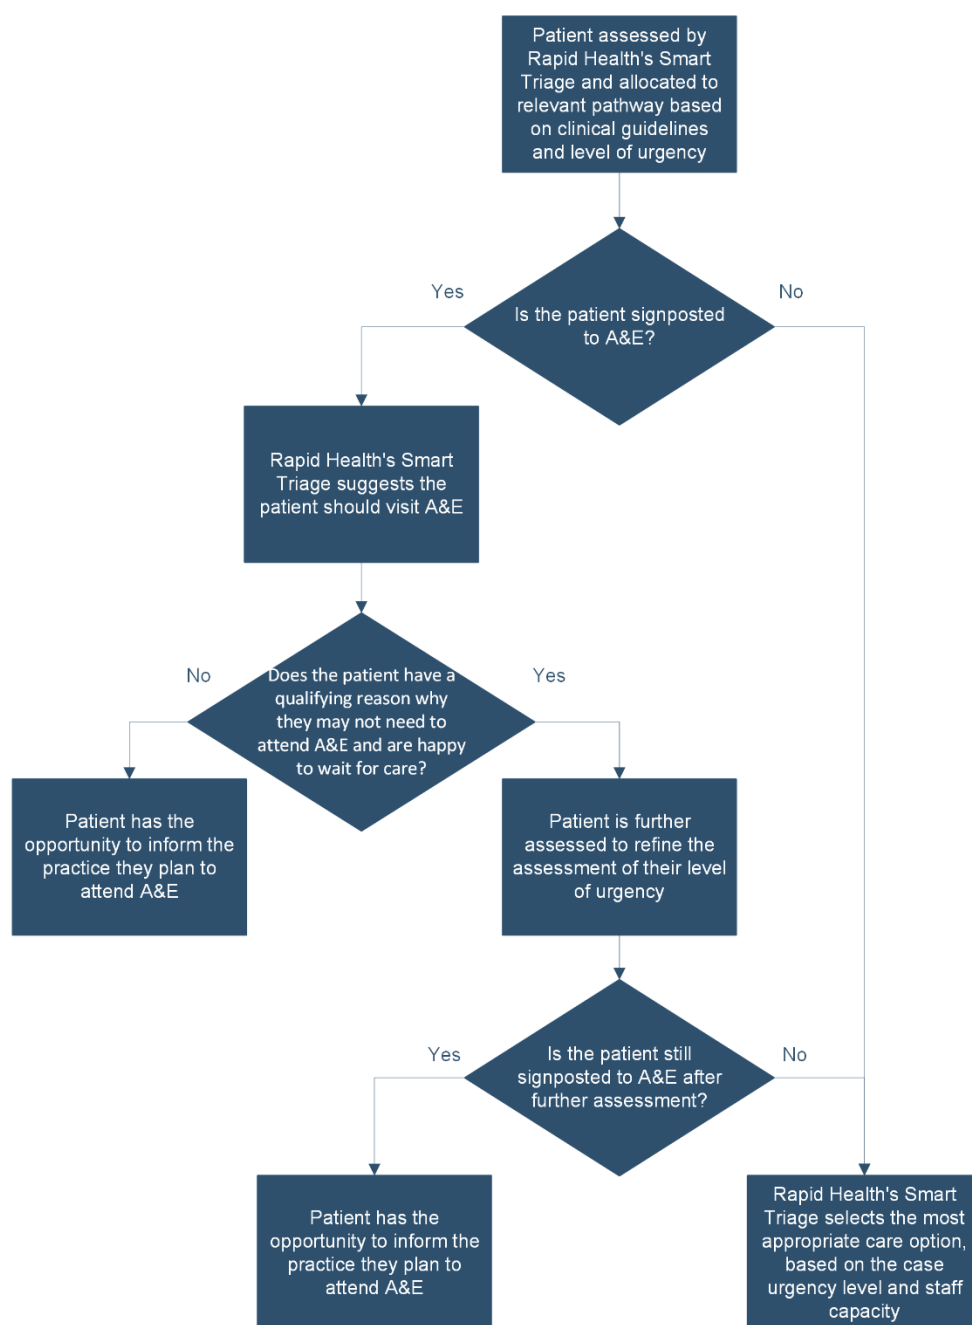 Patient assessed by
Rapid Health's Smart
Triage and allocated to
relevant pathway based
on clinical guidelines
and level of urgency
Yes
No
Is the patient signposted
to A&E?
Rapid Health's Smart
Triage suggests the
patient should visit A&E
No
Yes
Does the patient have a
qualifying reason why
they may not need to
attend A&E and are happy
to wait for care?
Patient has the
opportunity to inform the
practice they plan to
attend A&E
Patient is further
assessed to refine the
assessment of their level
of urgency
Yes
No
Is the patient still
signposted to A&E after
further assessment?
Patient has the
opportunity to inform the
practice they plan to
attend A&E
Rapid Health's Smart
Triage selects the most
appropriate care option,
based on the case
urgency level and staff
capacity